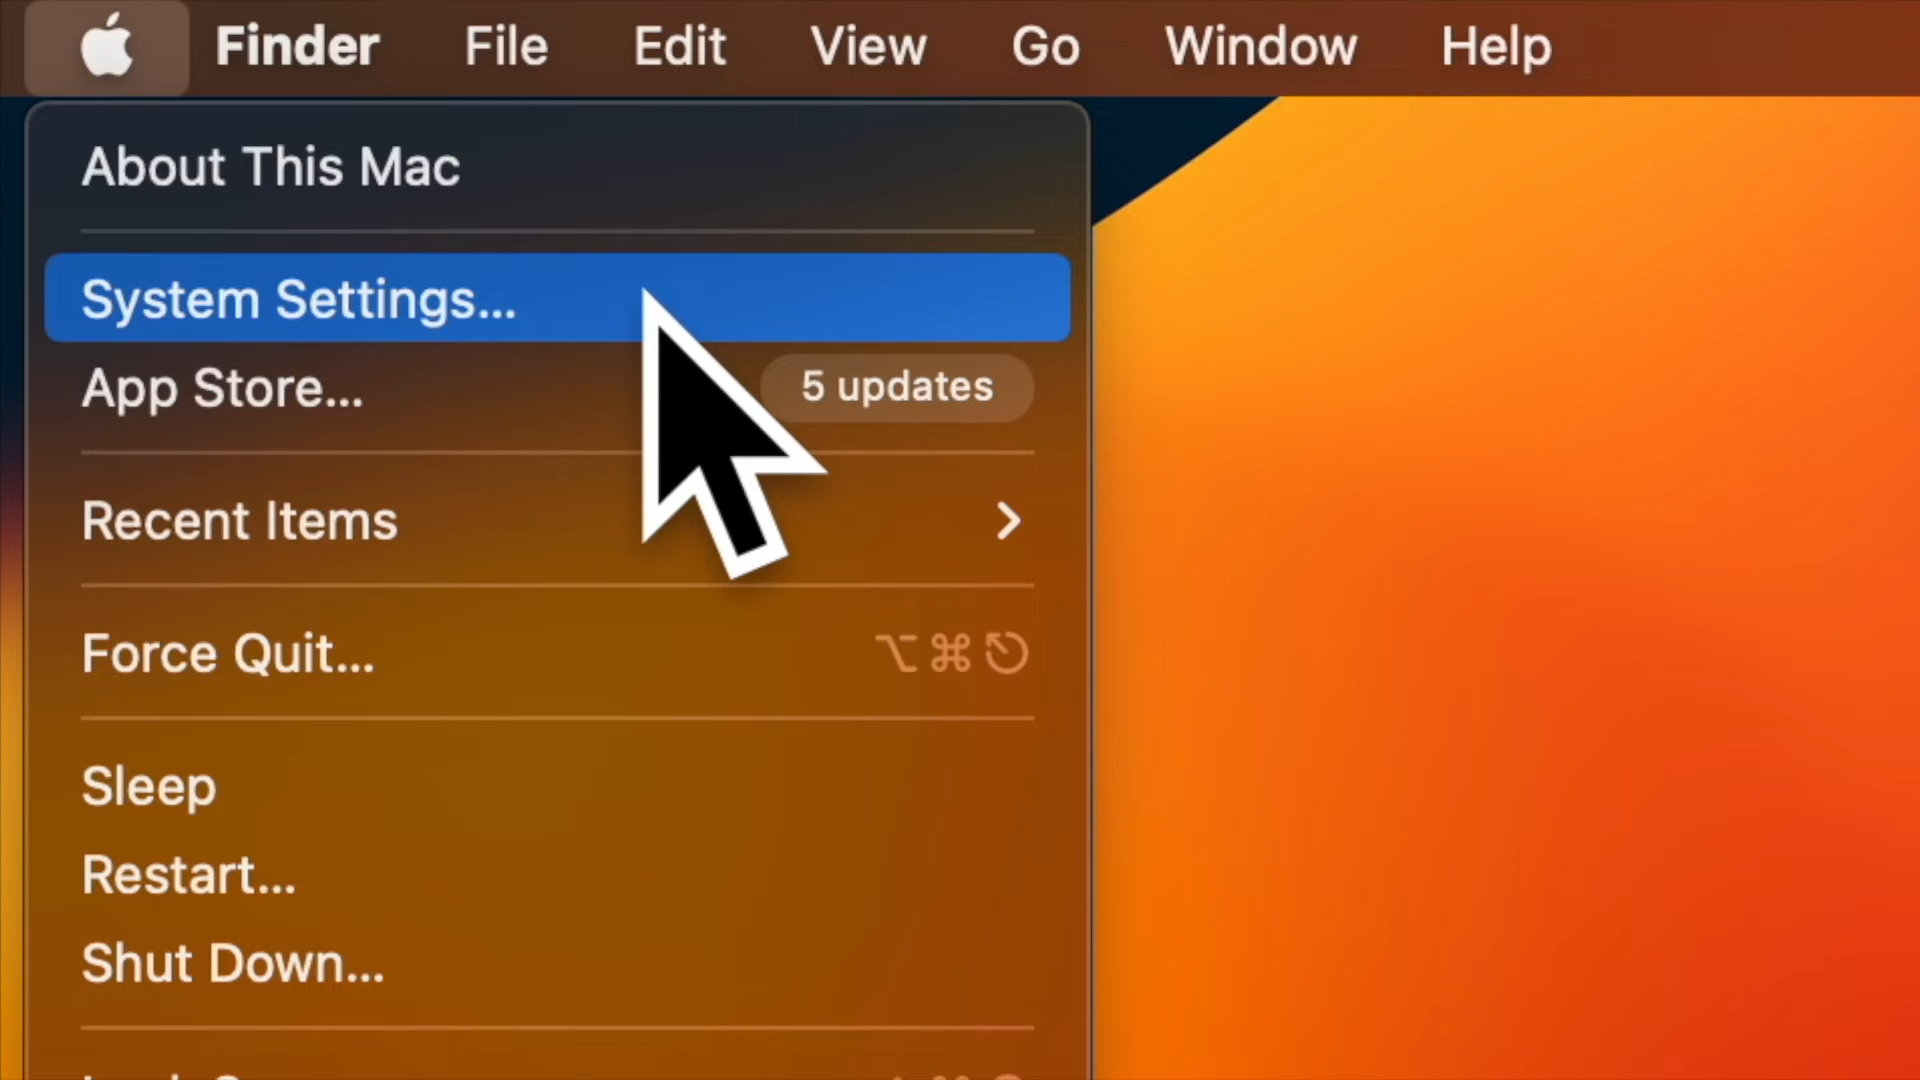 Finder File Edit View Go Window Help
About This Mac
System Settings...
App Store... 5 updates
Recent Items
Force Quit... ⌥⌘⎋
Sleep
Restart...
Shut Down...